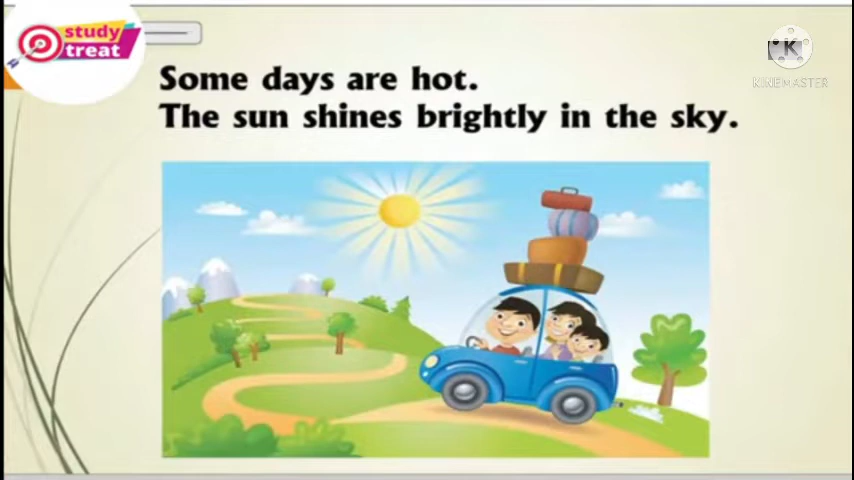 study
treat
K
KINEMASTER
Some days are hot.
The sun shines brightly in the sky.